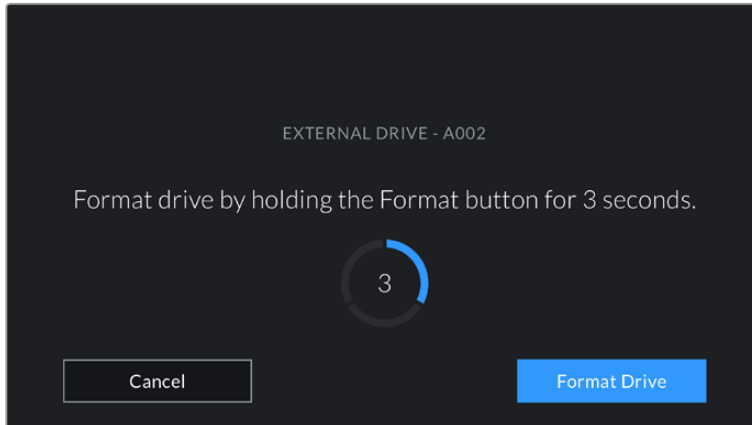 EXTERNAL DRIVE - A002
Format drive by holding the Format button for 3 seconds.
3
Cancel
Format Drive